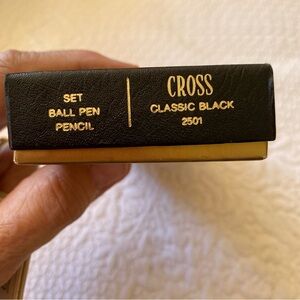 SET
BALL PEN
PENCIL
CROSS
CLASSIC BLACK
2501